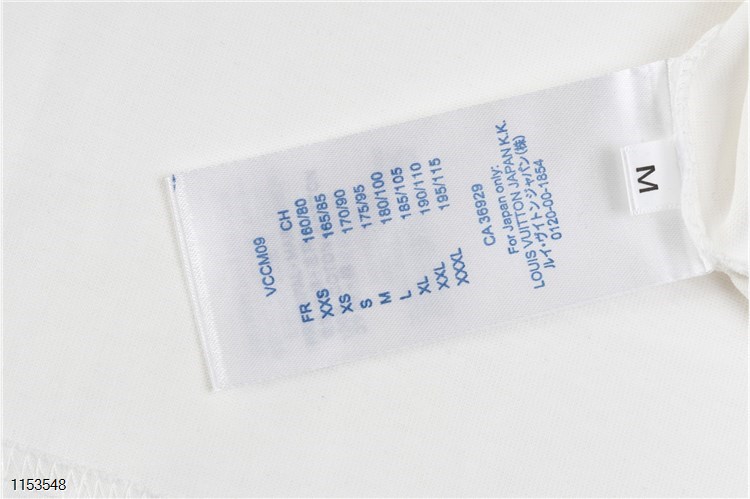 VCCM09
FR CH
XXS 160/80
XS 165/85
S 170/90
M 175/95
L 180/100
XL 185/105
XXL 190/110
XXXL 195/115
CA 36929
For Japan only:
LOUIS VUITTON JAPAN K.K.
ルイ・ヴィトンジャパン(株)
0120-00-1854
M
1153548